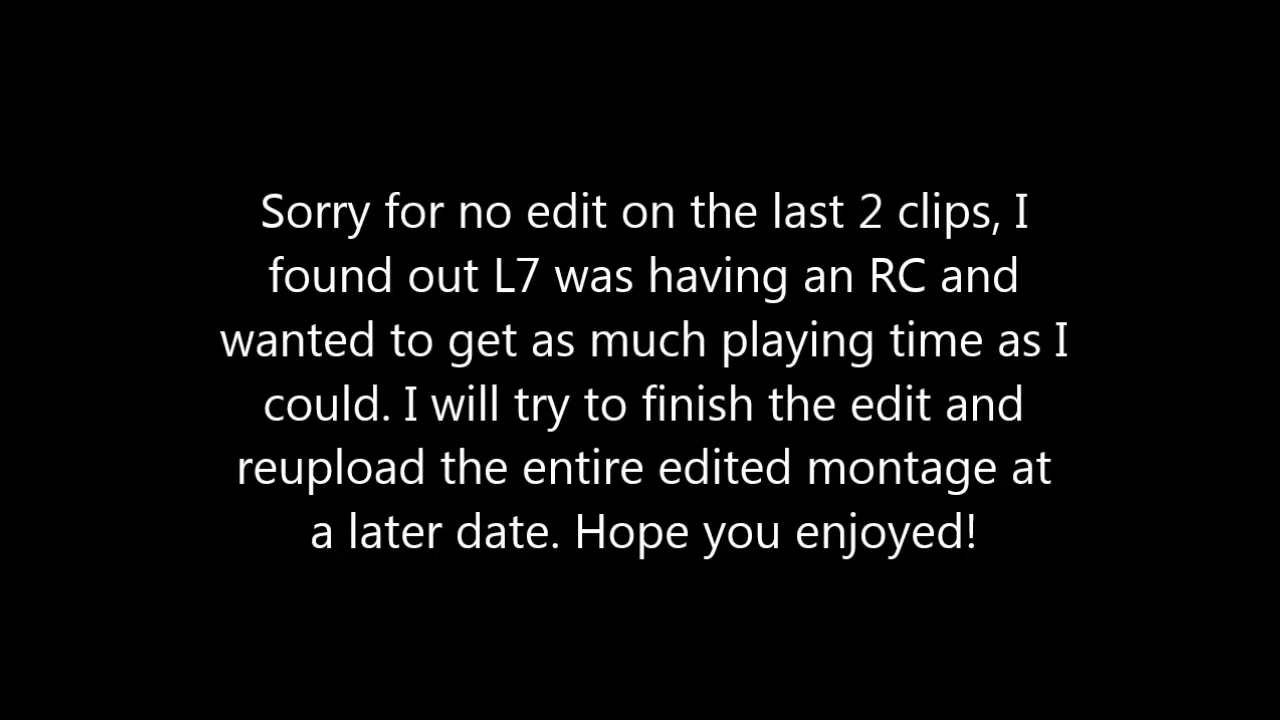 Sorry for no edit on the last 2 clips, I
found out L7 was having an RC and
wanted to get as much playing time as I
could. I will try to finish the edit and
reupload the entire edited montage at
a later date. Hope you enjoyed!